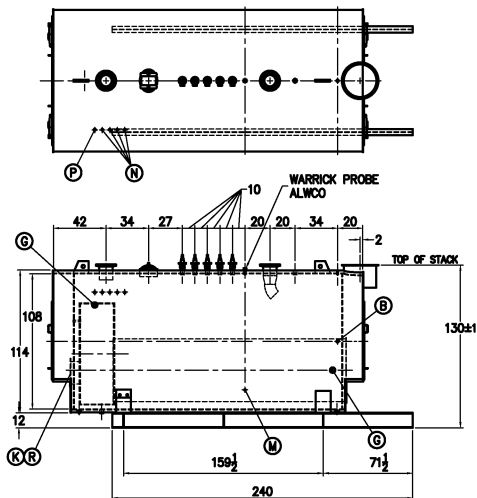 P
N
WARRICK PROBE
ALWCO
10
42
34
27
20
20
34
20
2
TOP OF STACK
G
B
108
114
130±1
12
K R
M
G
159½
71½
240